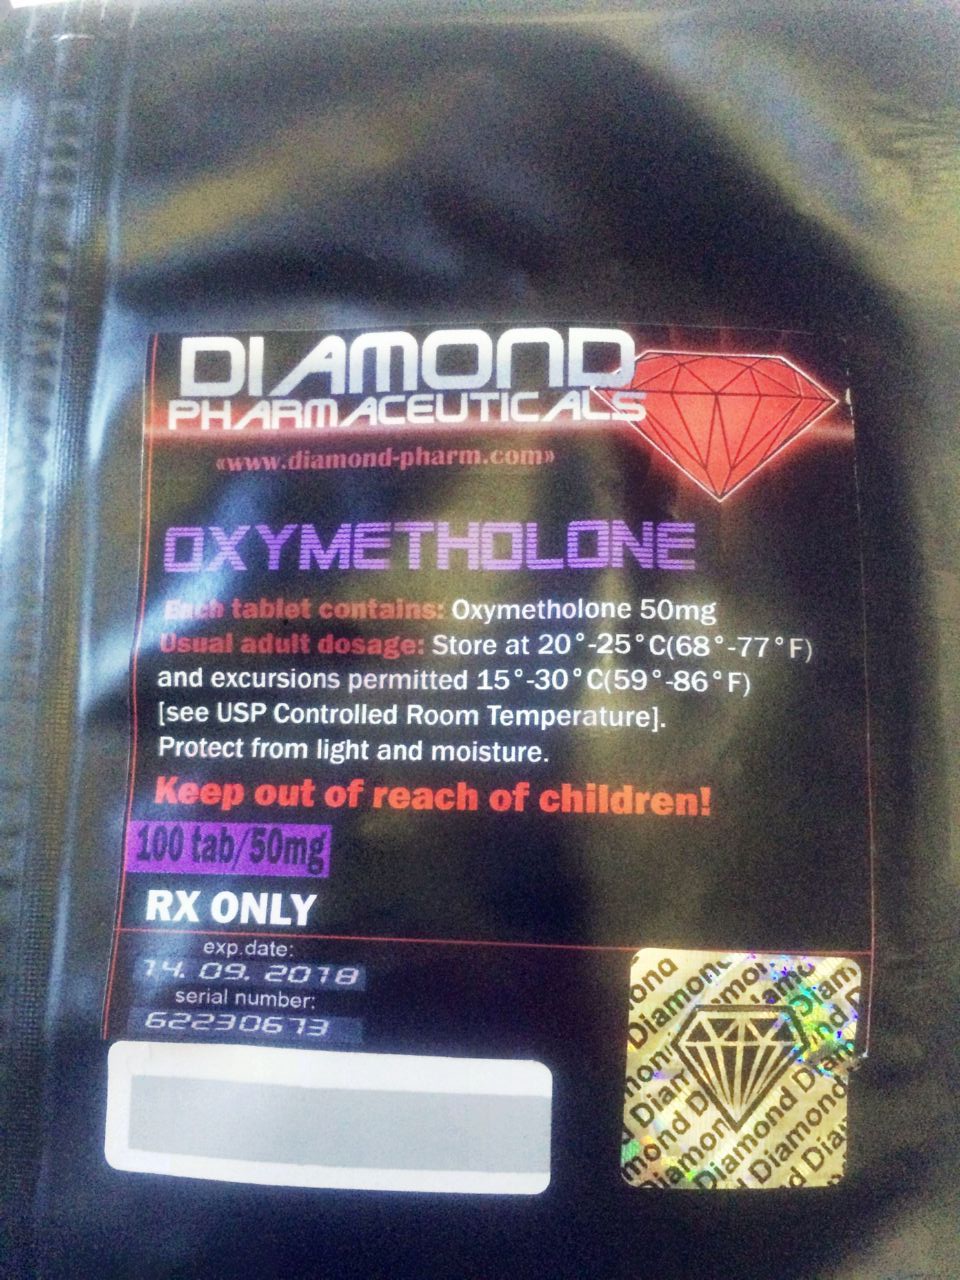 DIAMOND
PHARMACEUTICALS
«www.diamond-pharm.com»
OXYMETHOLONE
Each tablet contains: Oxymetholone 50mg
Usual adult dosage: Store at 20°-25°C(68°-77°F)
and excursions permitted 15°-30°C(59°-86°F)
[see USP Controlled Room Temperature].
Protect from light and moisture.
Keep out of reach of children!
100 tab/50mg
RX ONLY
exp.date:
14. 09. 2018
serial number:
62230673
Diamond Diamond Diamond